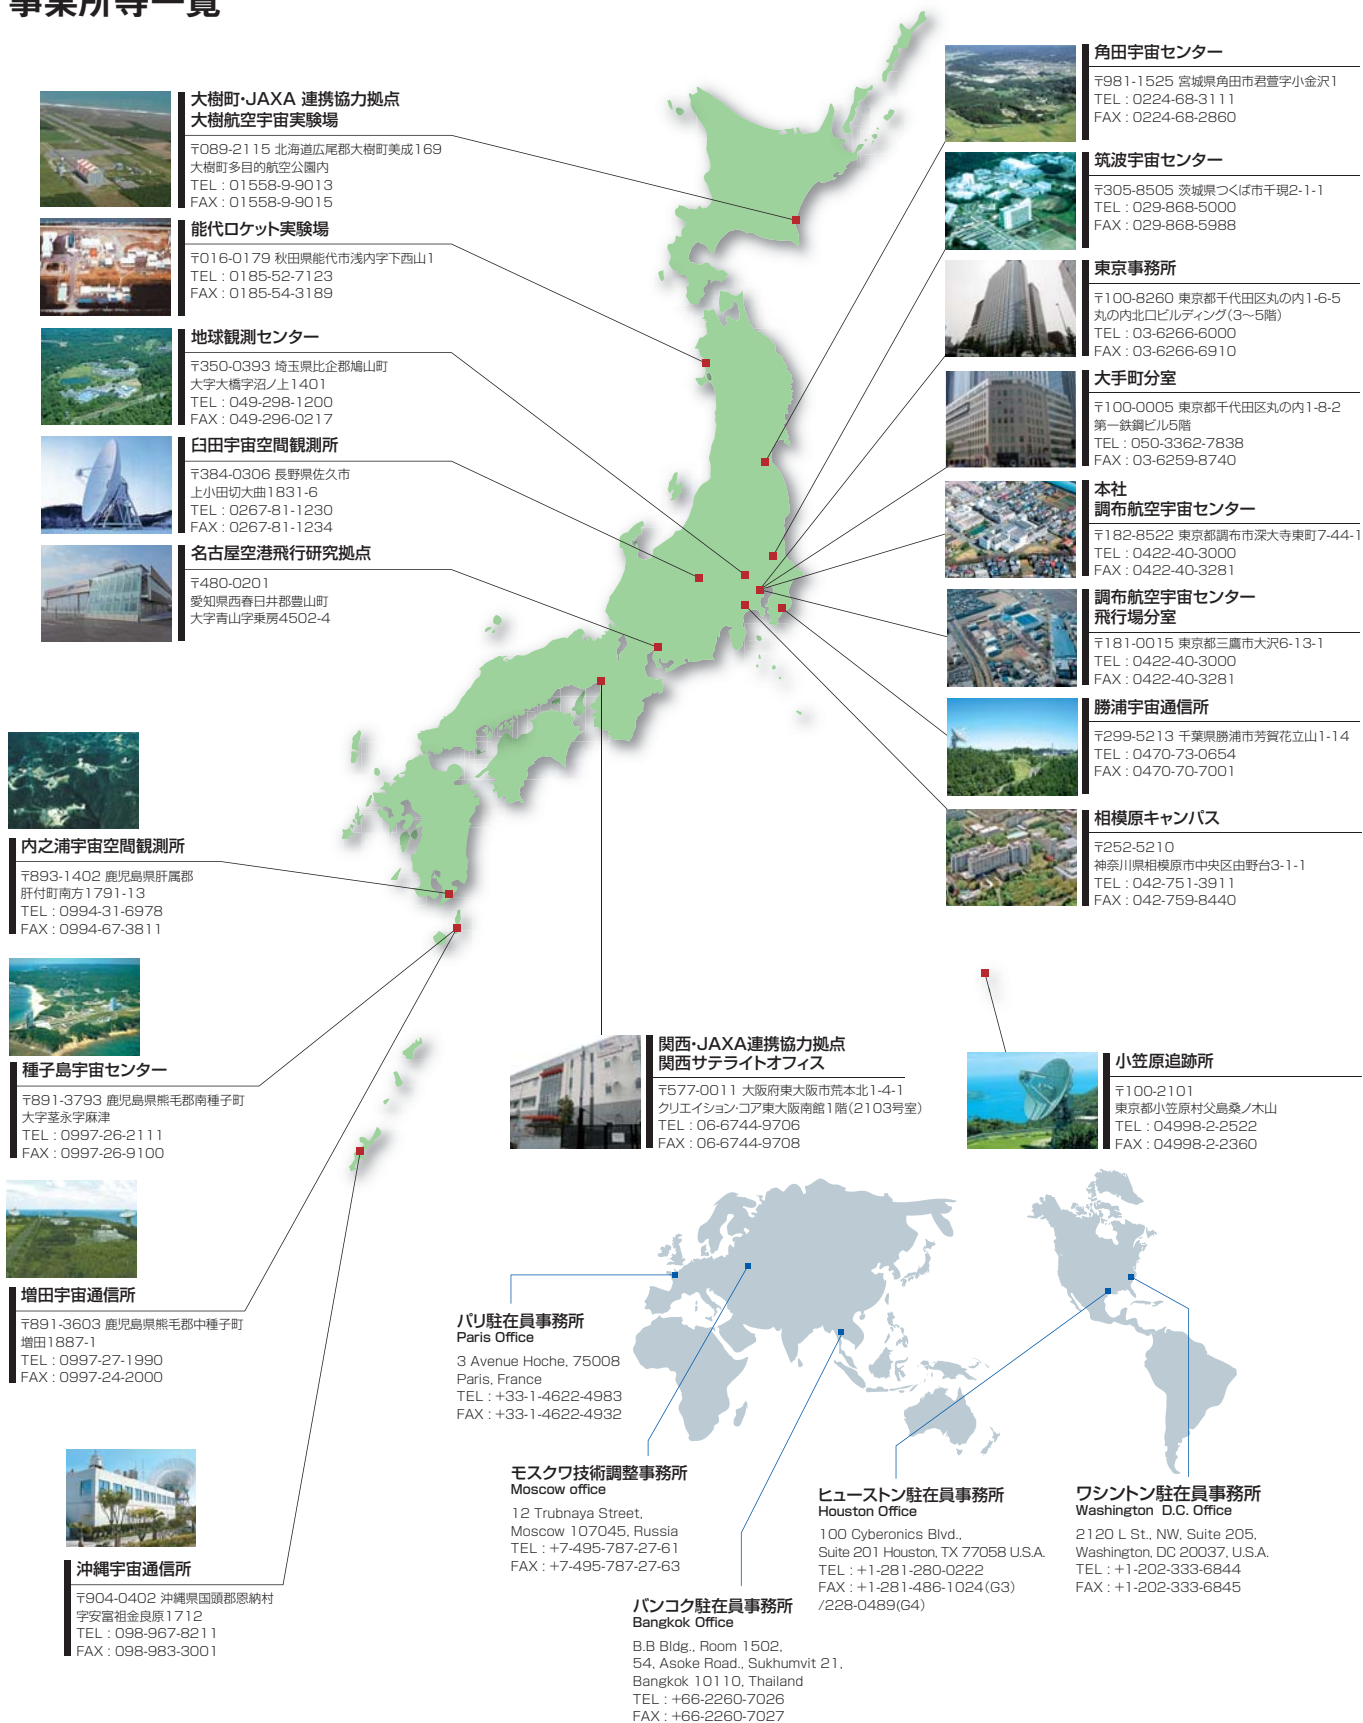 事業所等一覧
大樹町・JAXA 連携協力拠点
大樹航空宇宙実験場
〒089-2115 北海道広尾郡大樹町美成169
大樹町多目的航空公園内
TEL : 01558-9-9013
FAX : 01558-9-9015
能代ロケット実験場
〒016-0179 秋田県能代市浅内字下西山1
TEL : 0185-52-7123
FAX : 0185-54-3189
地球観測センター
〒350-0393 埼玉県比企郡鳩山町
大字大橋字沼ノ上1401
TEL : 049-298-1200
FAX : 049-296-0217
臼田宇宙空間観測所
〒384-0306 長野県佐久市
上小田切大曲1831-6
TEL : 0267-81-1230
FAX : 0267-81-1234
名古屋空港飛行研究拠点
〒480-0201
愛知県西春日井郡豊山町
大字青山字乗房4502-4
内之浦宇宙空間観測所
〒893-1402 鹿児島県肝属郡
肝付町南方1791-13
TEL : 0994-31-6978
FAX : 0994-67-3811
種子島宇宙センター
〒891-3793 鹿児島県熊毛郡南種子町
大字茎永字麻津
TEL : 0997-26-2111
FAX : 0997-26-9100
増田宇宙通信所
〒891-3603 鹿児島県熊毛郡中種子町
増田1887-1
TEL : 0997-27-1990
FAX : 0997-24-2000
沖縄宇宙通信所
〒904-0402 沖縄県国頭郡恩納村
字安富祖金良原1712
TEL : 098-967-8211
FAX : 098-983-3001
角田宇宙センター
〒981-1525 宮城県角田市君萱字小金沢1
TEL : 0224-68-3111
FAX : 0224-68-2860
筑波宇宙センター
〒305-8505 茨城県つくば市千現2-1-1
TEL : 029-868-5000
FAX : 029-868-5988
東京事務所
〒100-8260 東京都千代田区丸の内1-6-5
丸の内北口ビルディング(3〜5階)
TEL : 03-6266-6000
FAX : 03-6266-6910
大手町分室
〒100-0005 東京都千代田区丸の内1-8-2
第一鉄鋼ビル5階
TEL : 050-3362-7838
FAX : 03-6259-8740
本社
調布航空宇宙センター
〒182-8522 東京都調布市深大寺東町7-44-1
TEL : 0422-40-3000
FAX : 0422-40-3281
調布航空宇宙センター
飛行場分室
〒181-0015 東京都三鷹市大沢6-13-1
TEL : 0422-40-3000
FAX : 0422-40-3281
勝浦宇宙通信所
〒299-5213 千葉県勝浦市芳賀花立山1-14
TEL : 0470-73-0654
FAX : 0470-70-7001
相模原キャンパス
〒252-5210
神奈川県相模原市中央区由野台3-1-1
TEL : 042-751-3911
FAX : 042-759-8440
関西・JAXA連携協力拠点
関西サテライトオフィス
〒577-0011 大阪府東大阪市荒本北1-4-1
クリエイション・コア東大阪南館1階(2103号室)
TEL : 06-6744-9706
FAX : 06-6744-9708
小笠原追跡所
〒100-2101
東京都小笠原村父島桑ノ木山
TEL : 04998-2-2522
FAX : 04998-2-2360
パリ駐在員事務所
Paris Office
3 Avenue Hoche, 75008
Paris, France
TEL : +33-1-4622-4983
FAX : +33-1-4622-4932
モスクワ技術調整事務所
Moscow office
12 Trubnaya Street,
Moscow 107045, Russia
TEL : +7-495-787-27-61
FAX : +7-495-787-27-63
バンコク駐在員事務所
Bangkok Office
B.B Bldg., Room 1502,
54, Asoke Road., Sukhumvit 21,
Bangkok 10110, Thailand
TEL : +66-2260-7026
FAX : +66-2260-7027
ヒューストン駐在員事務所
Houston Office
100 Cyberonics Blvd.,
Suite 201 Houston, TX 77058 U.S.A.
TEL : +1-281-280-0222
FAX : +1-281-486-1024(G3)
/228-0489(G4)
ワシントン駐在員事務所
Washington D.C. Office
2120 L St., NW, Suite 205,
Washington, DC 20037, U.S.A.
TEL : +1-202-333-6844
FAX : +1-202-333-6845